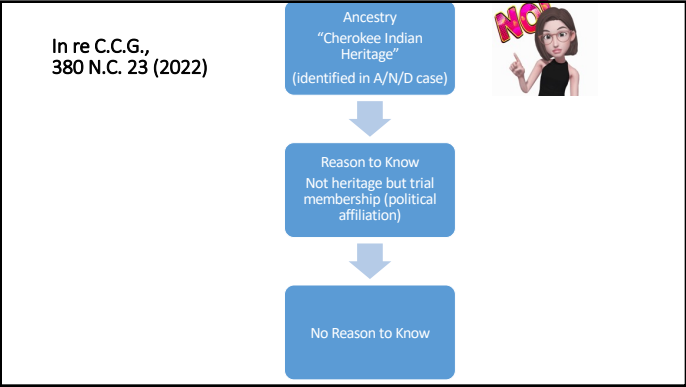 In re C.C.G.,
380 N.C. 23 (2022)
Ancestry
“Cherokee Indian
Heritage”
(identified in A/N/D case)
NO!
Reason to Know
Not heritage but trial
membership (political
affiliation)
No Reason to Know